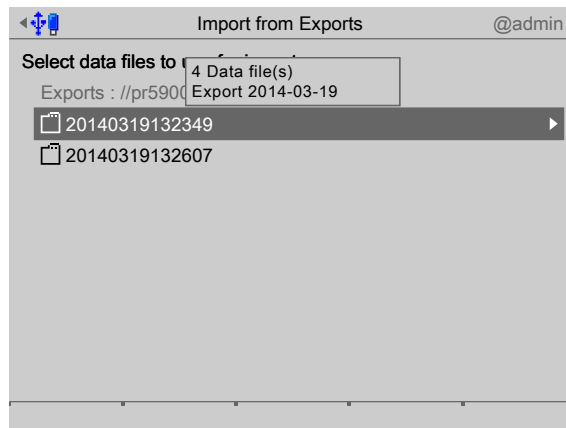 Import from Exports @admin
Select data files to
4 Data file(s)
Exports : //pr5900
Export 2014-03-19
20140319132349
20140319132607